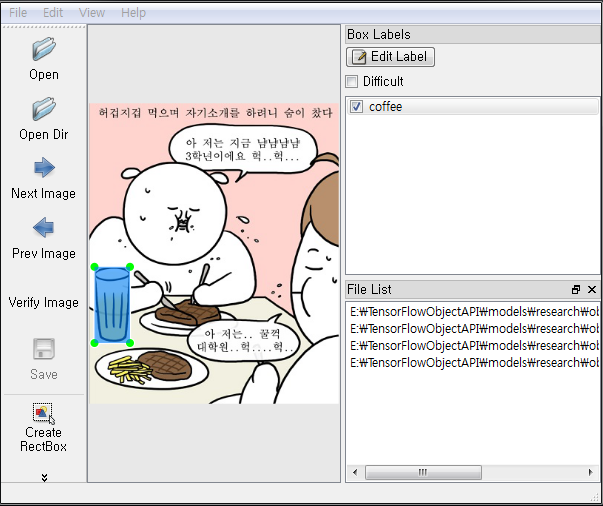 File Edit View Help
Open
Open Dir
Next Image
Prev Image
Verify Image
Save
Create
RectBox
허겁지겁 먹으며 자기소개를 하려니 숨이 찼다
아 저는 지금 냠냠냠냠
3학년이에요 헉..헉...
아 저는.. 꿀꺽
대학원..헉....헉..
Box Labels
Edit Label
Difficult
coffee
File List
E:₩TensorFlowObjectAPI₩models₩research₩ob
E:₩TensorFlowObjectAPI₩models₩research₩ob
E:₩TensorFlowObjectAPI₩models₩research₩ob
E:₩TensorFlowObjectAPI₩models₩research₩ob